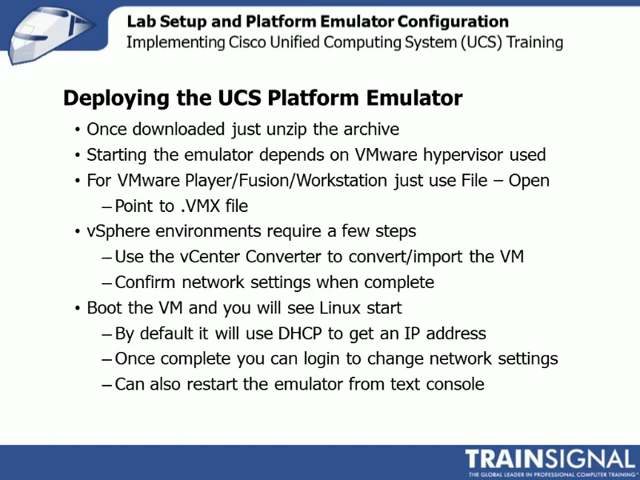 Lab Setup and Platform Emulator Configuration
Implementing Cisco Unified Computing System (UCS) Training
Deploying the UCS Platform Emulator
• Once downloaded just unzip the archive
• Starting the emulator depends on VMware hypervisor used
• For VMware Player/Fusion/Workstation just use File – Open
– Point to .VMX file
• vSphere environments require a few steps
– Use the vCenter Converter to convert/import the VM
– Confirm network settings when complete
• Boot the VM and you will see Linux start
– By default it will use DHCP to get an IP address
– Once complete you can login to change network settings
– Can also restart the emulator from text console
TRAINSIGNAL
THE GLOBAL LEADER IN PROFESSIONAL COMPUTER TRAINING